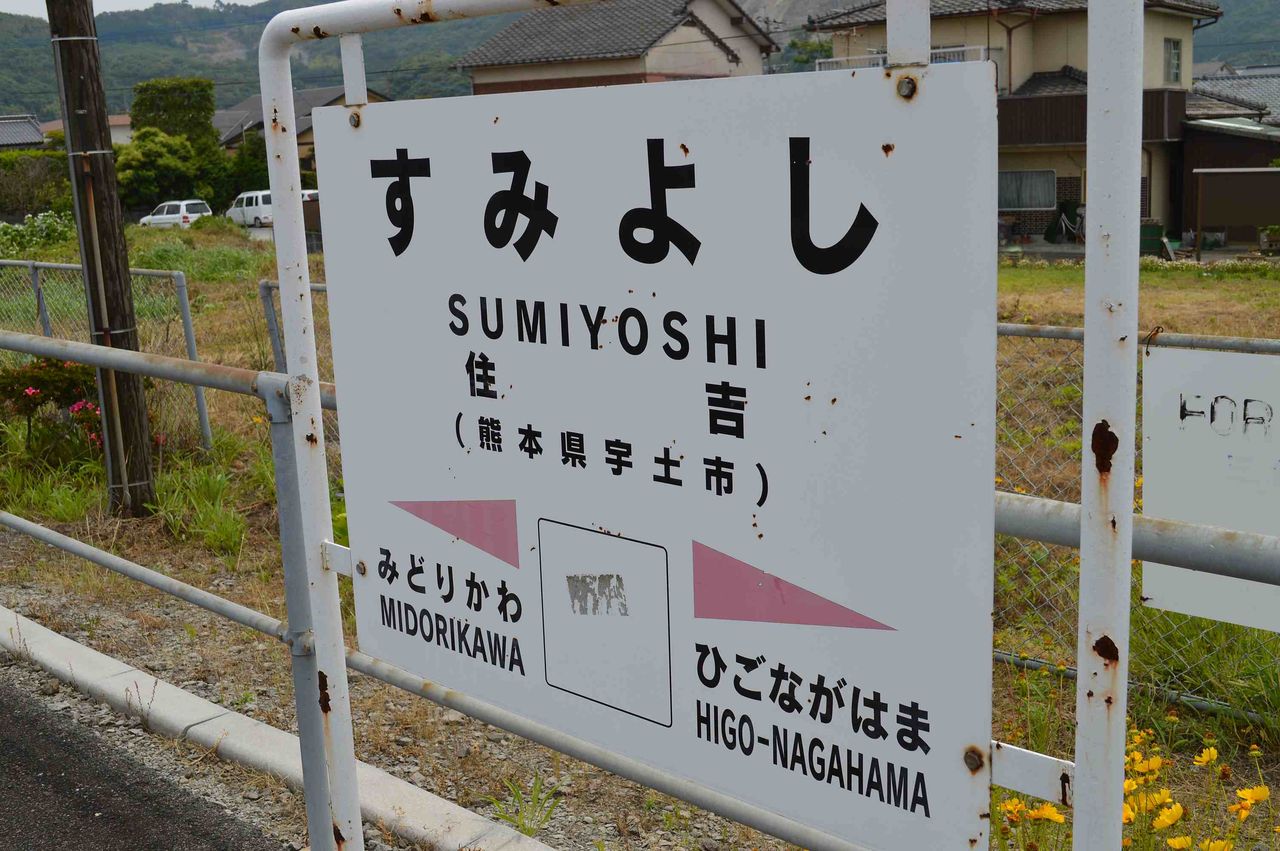 すみよし
SUMIYOSHI
住吉
(熊本県宇土市)
みどりかわ
MIDORIKAWA
ひごながはま
HIGO-NAGAHAMA
FOR